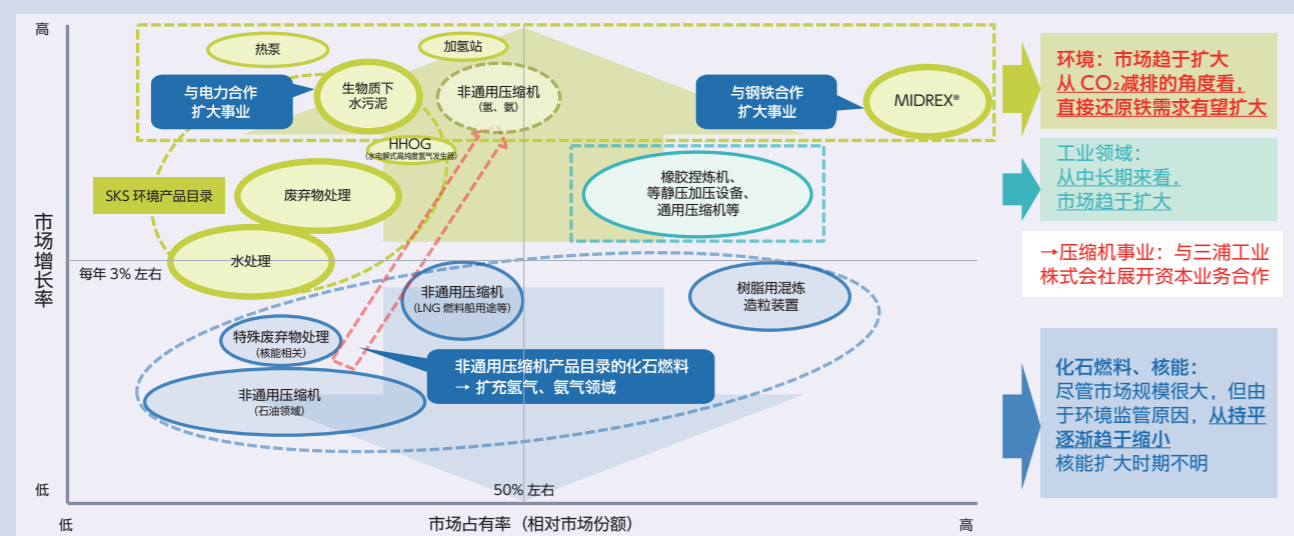 高
热泵
加氢站
与电力合作
扩大事业
生物质下
水污泥
非通用压缩机
(氢、氨)
与钢铁合作
扩大事业
MIDREX®
HHOG
(水电解式高纯度氢气发生器)
SKS 环境产品目录
废弃物处理
橡胶捏炼机、
等静压加压设备、
通用压缩机等
水处理
市场增长率
每年 3% 左右
非通用压缩机
(LNG 燃料船用途等)
树脂用混炼
造粒装置
特殊废弃物处理
(核能相关)
非通用压缩机产品目录的化石燃料
→ 扩充氢气、氨气领域
非通用压缩机
(石油领域)
低
50% 左右
低
市场占有率（相对市场份额）
高
环境：市场趋于扩大
从 CO₂减排的角度看，
直接还原铁需求有望扩大
工业领域：
从中长期来看，
市场趋于扩大
→压缩机事业：与三浦工业
株式会社展开资本业务合作
化石燃料、核能：
尽管市场规模很大，但由
于环境监管原因，从持平
逐渐趋于缩小
核能扩大时期不明